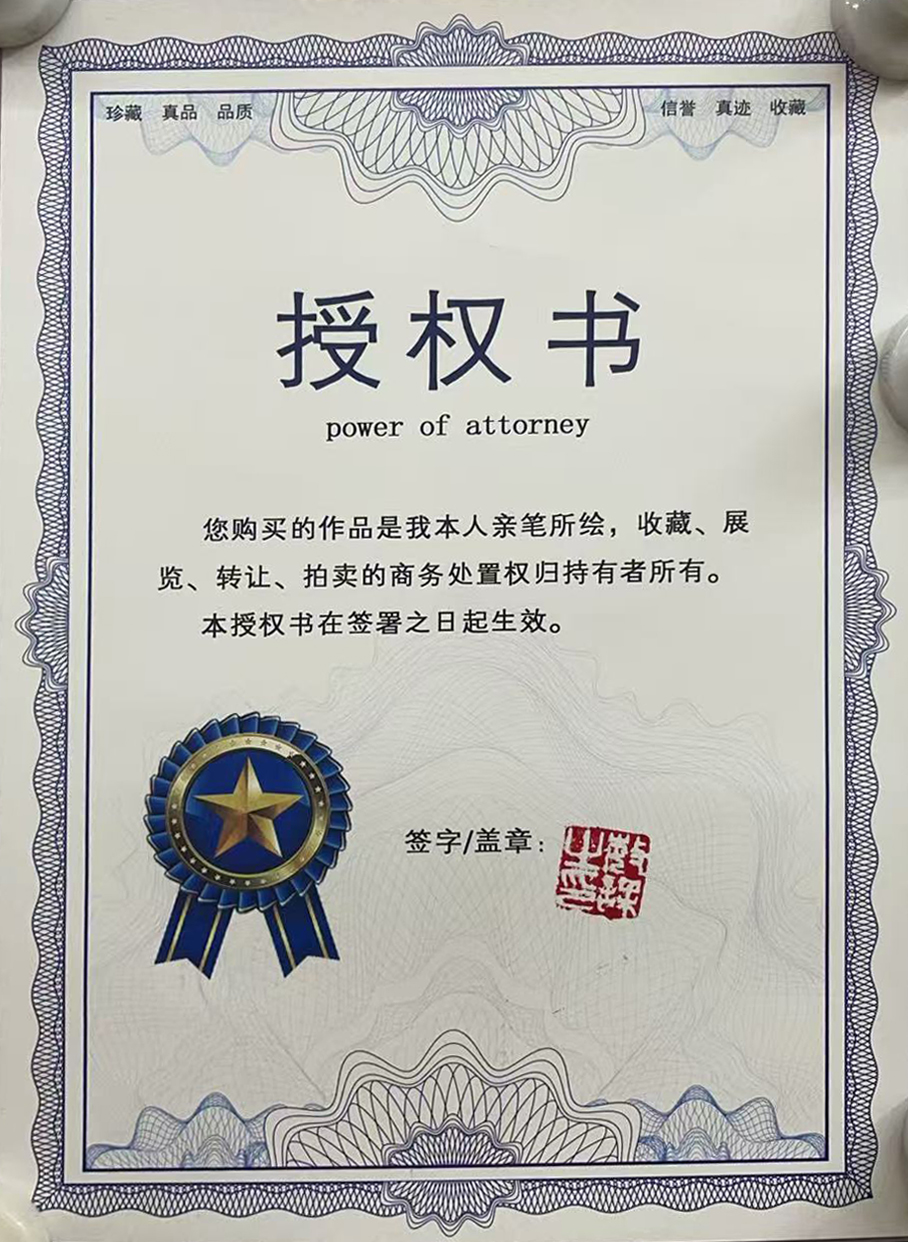 珍藏 真品 品质
信誉 真迹 收藏
授权书
power of attorney
您购买的作品是我本人亲笔所绘，收藏、展
览、转让、拍卖的商务处置权归持有者所有。
本授权书在签署之日起生效。
签字/盖章：